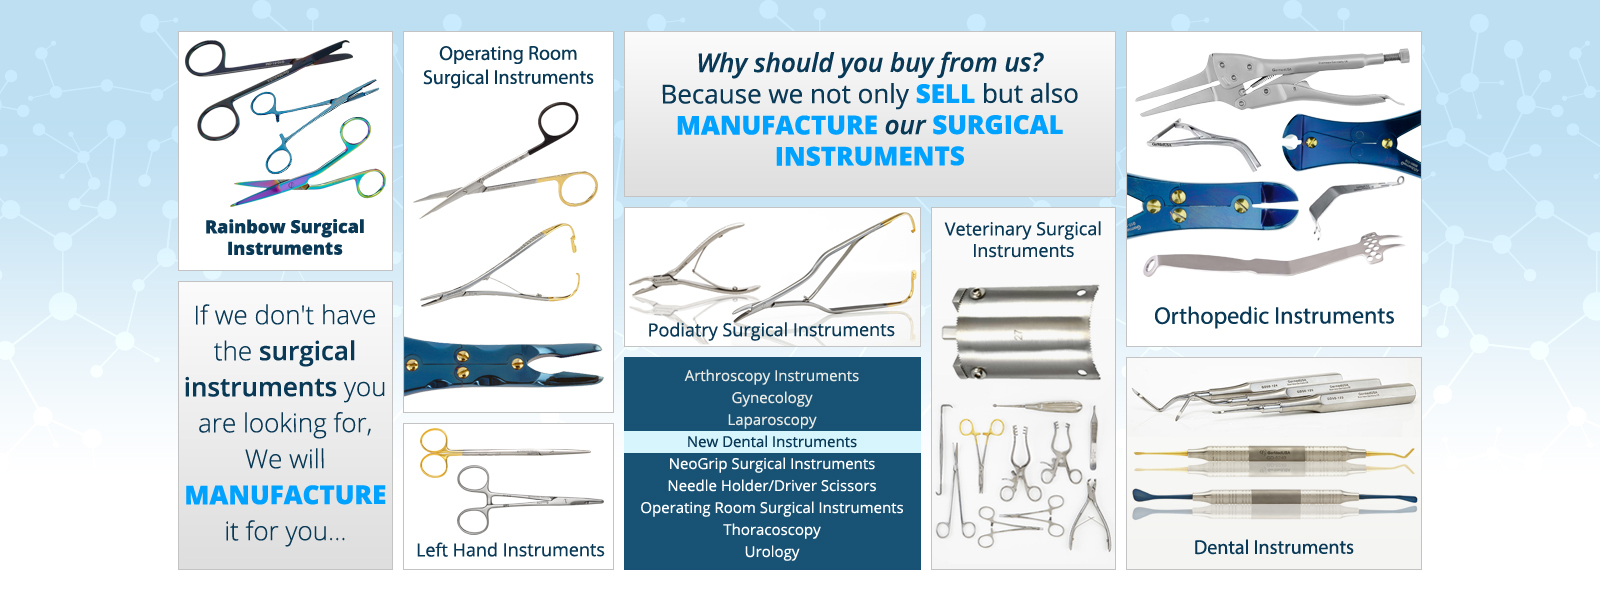 Rainbow Surgical
Instruments
If we don't have
the surgical
instruments you
are looking for,
We will
MANUFACTURE
it for you...
Operating Room
Surgical Instruments
Left Hand Instruments
Why should you buy from us?
Because we not only SELL but also
MANUFACTURE our SURGICAL
INSTRUMENTS
Podiatry Surgical Instruments
Arthroscopy Instruments
Gynecology
Laparoscopy
New Dental Instruments
NeoGrip Surgical Instruments
Needle Holder/Driver Scissors
Operating Room Surgical Instruments
Thoracoscopy
Urology
Veterinary Surgical
Instruments
27
Orthopedic Instruments
Dental Instruments